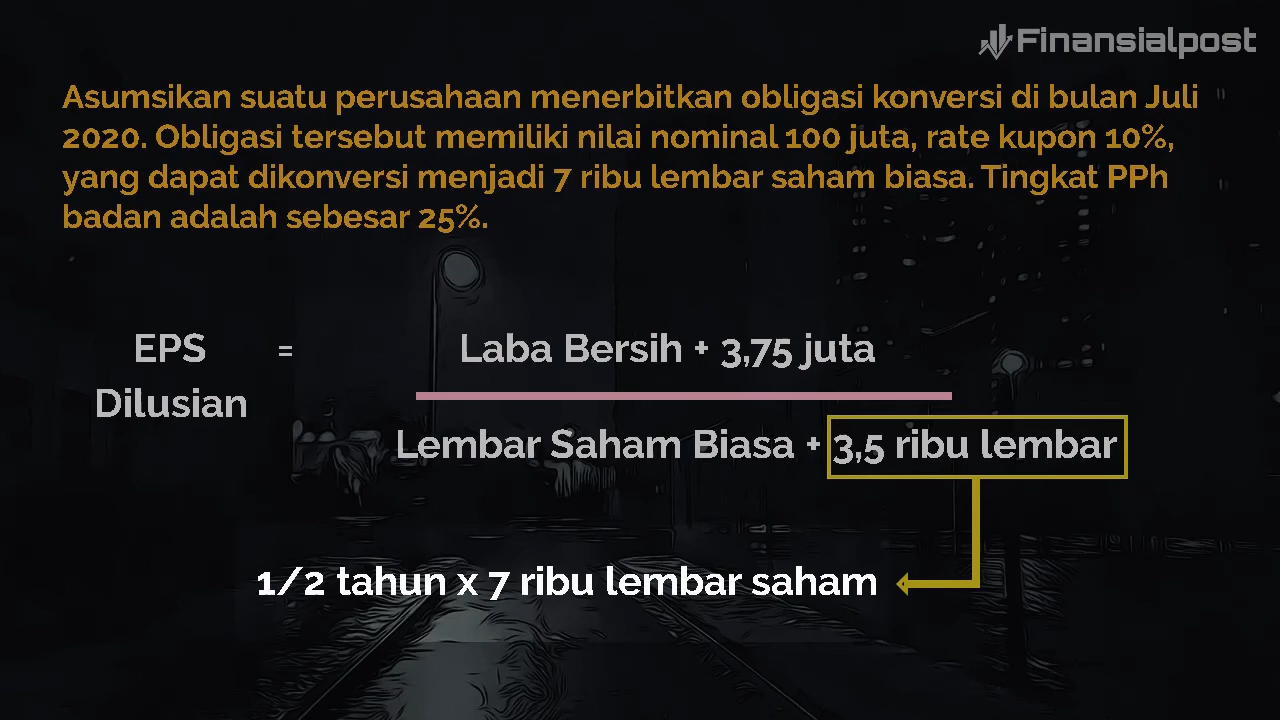 Finansialpost
Asumsikan suatu perusahaan menerbitkan obligasi konversi di bulan Juli
2020. Obligasi tersebut memiliki nilai nominal 100 juta, rate kupon 10%,
yang dapat dikonversi menjadi 7 ribu lembar saham biasa. Tingkat PPh
badan adalah sebesar 25%.
EPS
Dilusian
=
Laba Bersih + 3,75 juta
Lembar Saham Biasa + 3,5 ribu lembar
1/2 tahun x 7 ribu lembar saham